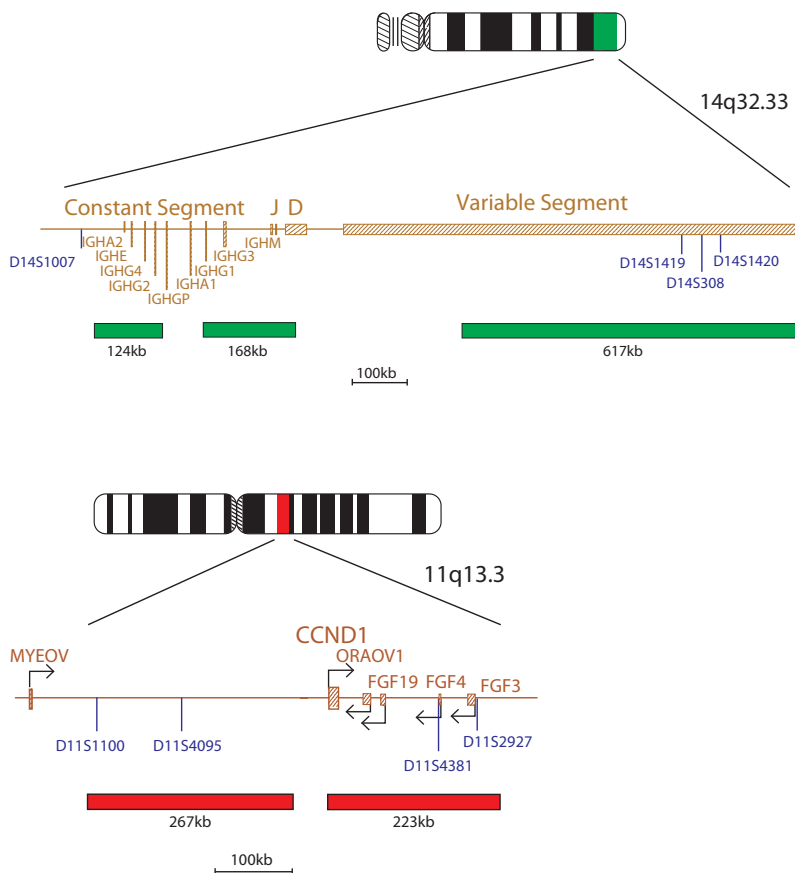 14q32.33
Constant Segment J D Variable Segment
IGHA2
IGHE
IGHG4
IGHG2
IGHGP
IGHA1
IGHG1
IGHG3
IGHM
D14S1007
D14S1419
D14S308
D14S1420
124kb 168kb 617kb
100kb
11q13.3
CCND1
MYEOV ORAOV1
FGF19 FGF4 FGF3
D11S1100 D11S4095 D11S4381 D11S2927
267kb 223kb
100kb